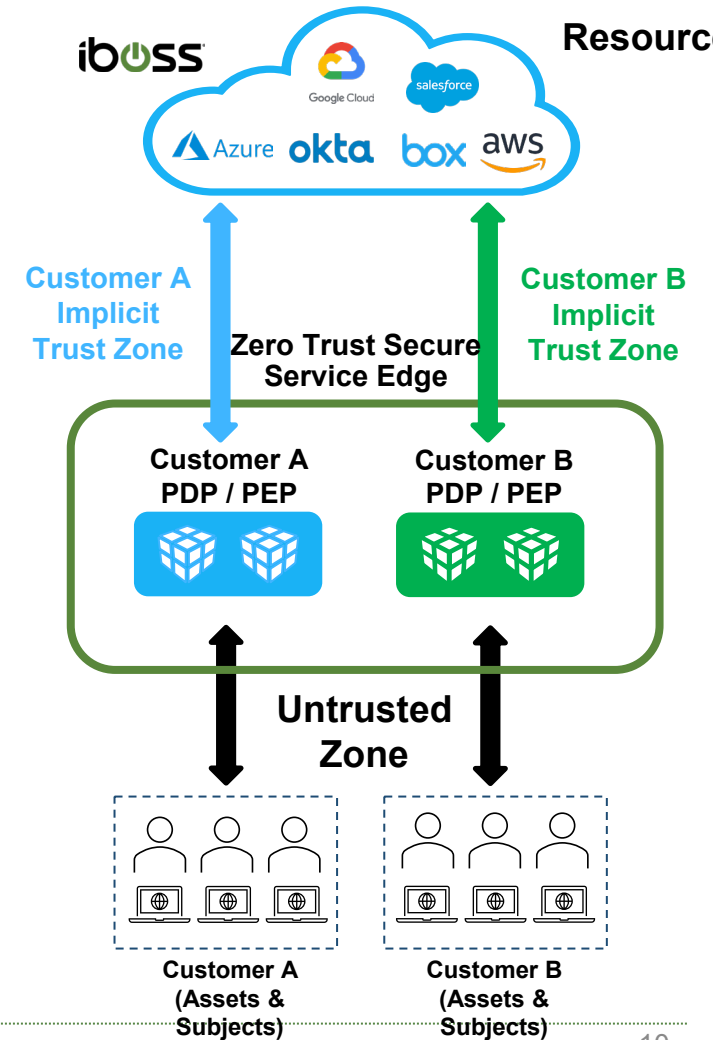 iboss
Resourc
Google Cloud
salesforce
Azure
okta
box
aws
Customer A
Implicit
Trust Zone
Customer B
Implicit
Trust Zone
Zero Trust Secure
Service Edge
Customer A
PDP / PEP
Customer B
PDP / PEP
Untrusted
Zone
Customer A
(Assets &
Subjects)
Customer B
(Assets &
Subjects)